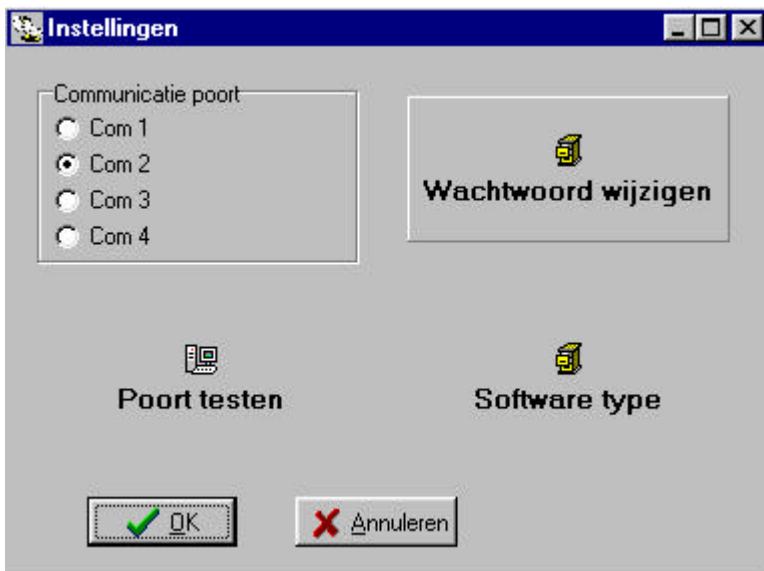 Instellingen
Communicatie poort
Com 1
Com 2
Com 3
Com 4
Wachtwoord wijzigen
Poort testen
Software type
OK
Annuleren